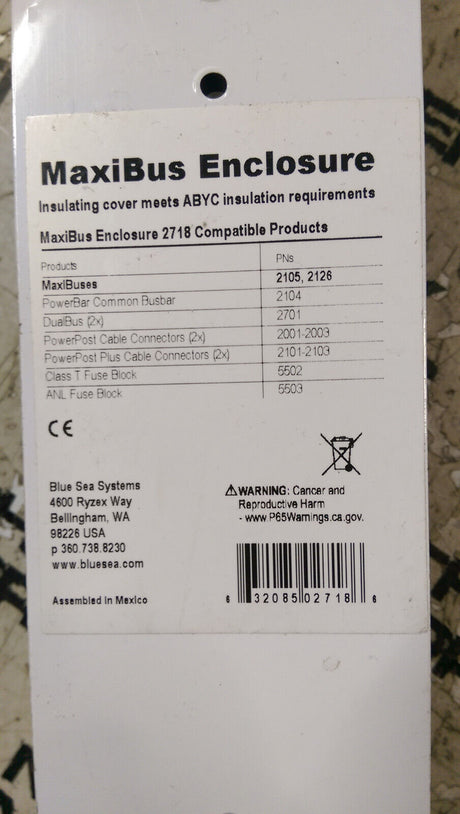 MaxiBus Enclosure
Insulating cover meets ABYC insulation requirements
MaxiBus Enclosure 2718 Compatible Products
Products PNs
MaxiBuses 2105, 2126
PowerBar Common Busbar 2104
DualBus (2x) 2701
PowerPost Cable Connectors (2x) 2001-2003
PowerPost Plus Cable Connectors (2x) 2101-2103
Class T Fuse Block 5502
ANL Fuse Block 5503
CE
Blue Sea Systems
4600 Ryzex Way
Bellingham, WA
98226 USA
p 360.738.8230
www.bluesea.com
Assembled in Mexico
⚠WARNING: Cancer and
Reproductive Harm
- www.P65Warnings.ca.gov.
6 32085 02718 6